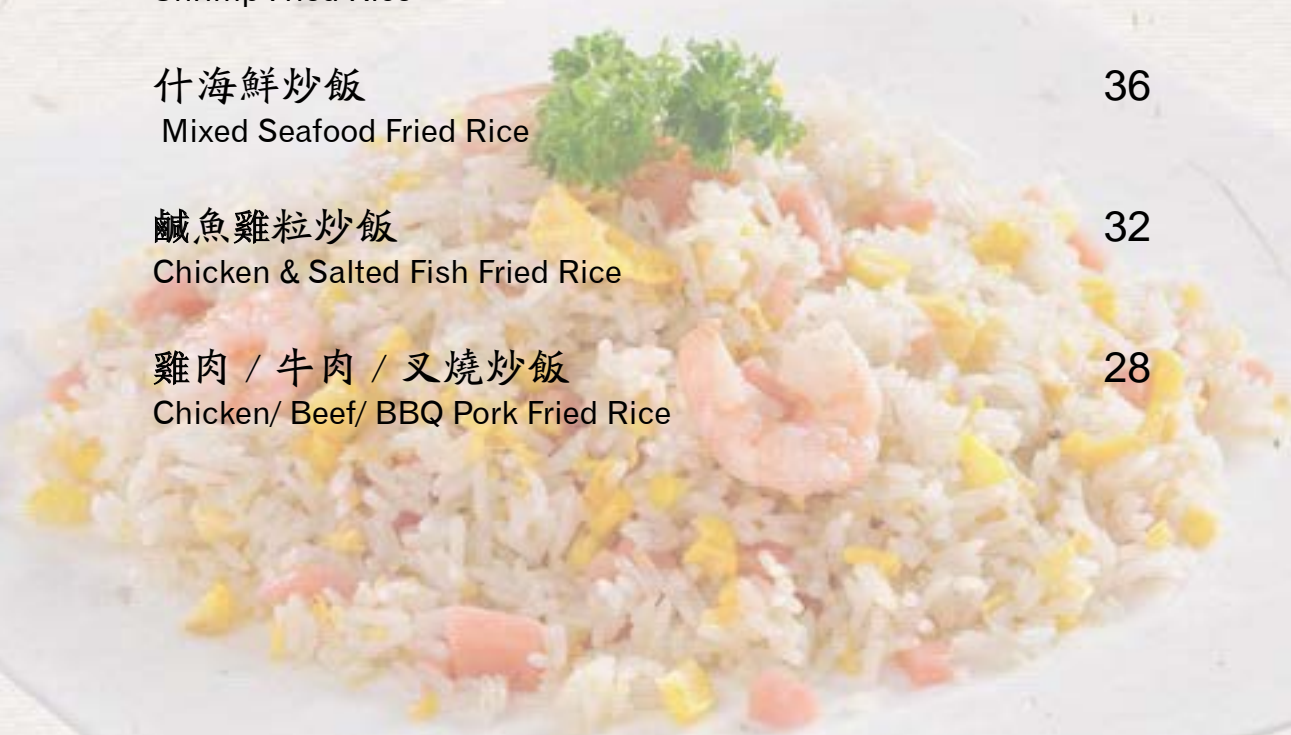 什海鮮炒飯 36
Mixed Seafood Fried Rice
鹹魚雞粒炒飯 32
Chicken & Salted Fish Fried Rice
雞肉 / 牛肉 / 叉燒炒飯 28
Chicken/ Beef/ BBQ Pork Fried Rice